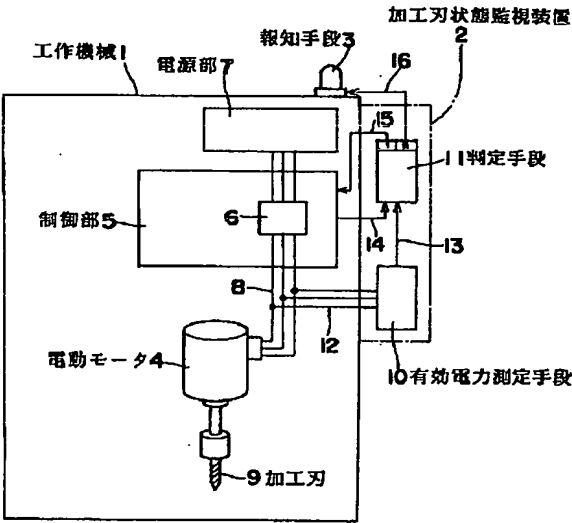 加工刃状態監視装置
2
報知手段3
工作機械1
電源部7
16
15
11判定手段
制御部5
6
14
13
8
12
電動モータ4
10有効電力測定手段
9加工刃